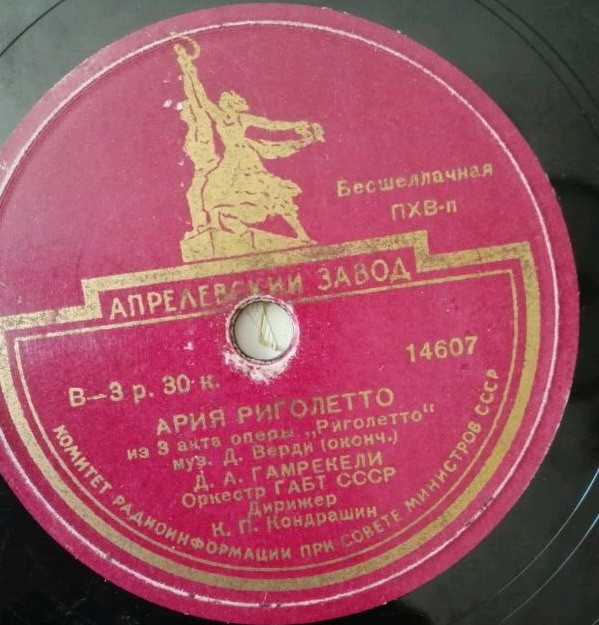 Бесшеллачная
ПХВ-п
АПРЕЛЕВСКИЙ ЗАВОД
14607
В—3 р. 30 к.
АРИЯ РИГОЛЕТТО
из 3 акта оперы „Риголетто“
муз. Д. Верди (оконч.)
Д. А. ГАМРЕКЕЛИ
Оркестр ГАБТ СССР
Дирижер
К. П. Кондрашин
КОМИТЕТ РАДИОИНФОРМАЦИИ ПРИ СОВЕТЕ МИНИСТРОВ СССР